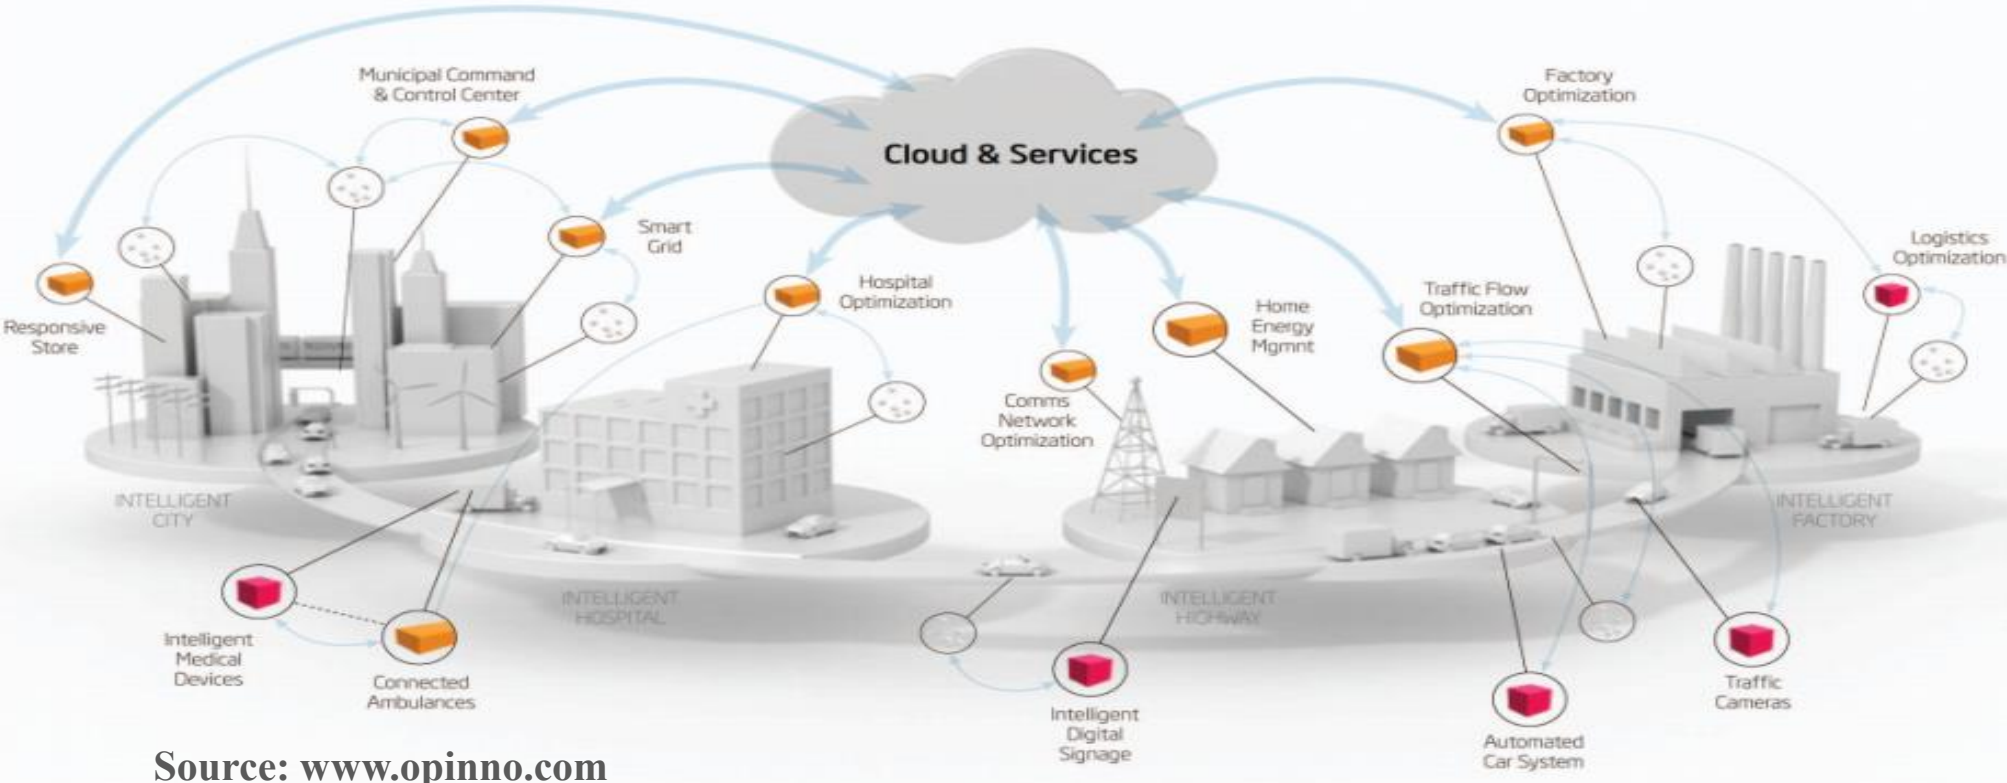 Municipal Command
& Control Center
Factory
Optimization
Cloud & Services
Smart
Grid
Logistics
Optimization
Hospital
Optimization
Traffic Flow
Optimization
Home
Energy
Mgmnt
Responsive
Store
Comms
Network
Optimization
INTELLIGENT
CITY
INTELLIGENT
FACTORY
INTELLIGENT
HOSPITAL
INTELLIGENT
HIGHWAY
Intelligent
Medical
Devices
Connected
Ambulances
Intelligent
Digital
Signage
Traffic
Cameras
Automated
Car System
Source: www.opinno.com